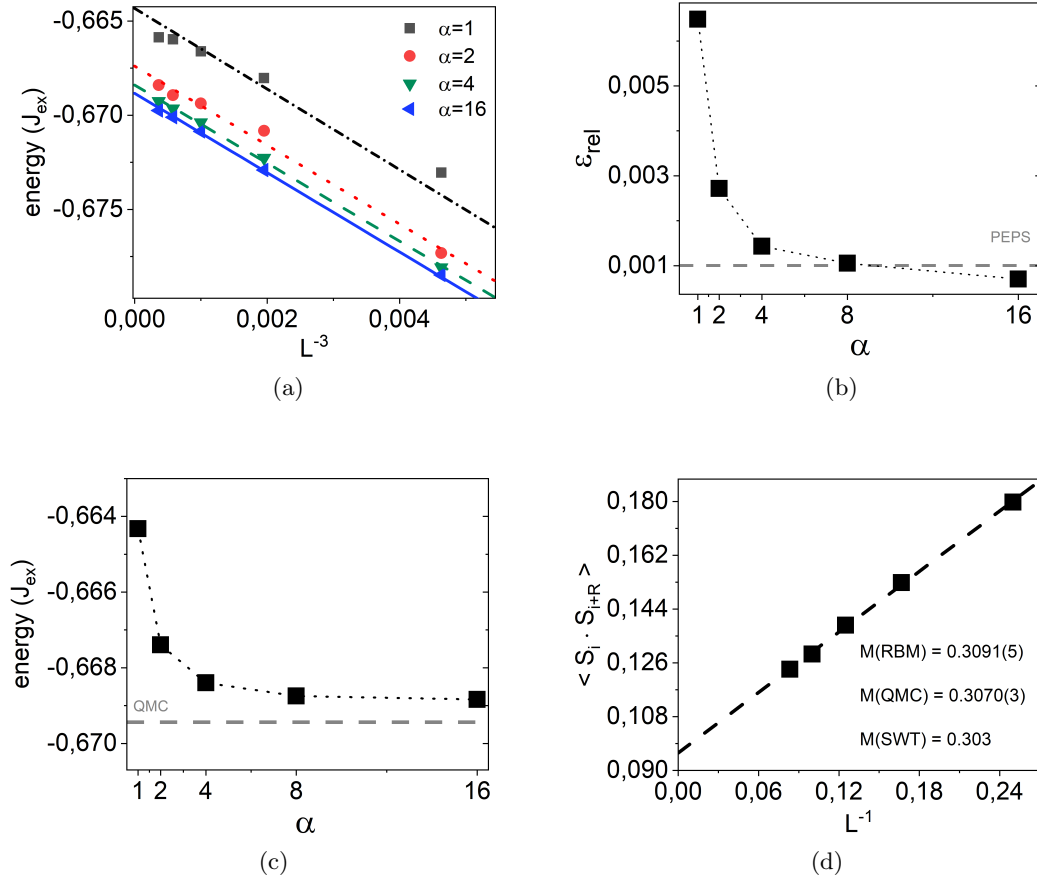 -0,665
-0,670
-0,675
energy (J_ex)
0,000 0,002 0,004
L^-3
α=1
α=2
α=4
α=16
(a)
0,005
0,003
0,001
ε_rel
PEPS
1 2 4 8 16
α
(b)
-0,664
-0,666
-0,668
-0,670
energy (J_ex)
QMC
1 2 4 8 16
α
(c)
0,180
0,162
0,144
0,126
0,108
0,090
< S_i · S_i+R >
M(RBM) = 0.3091(5)
M(QMC) = 0.3070(3)
M(SWT) = 0.303
0,00 0,06 0,12 0,18 0,24
L^-1
(d)